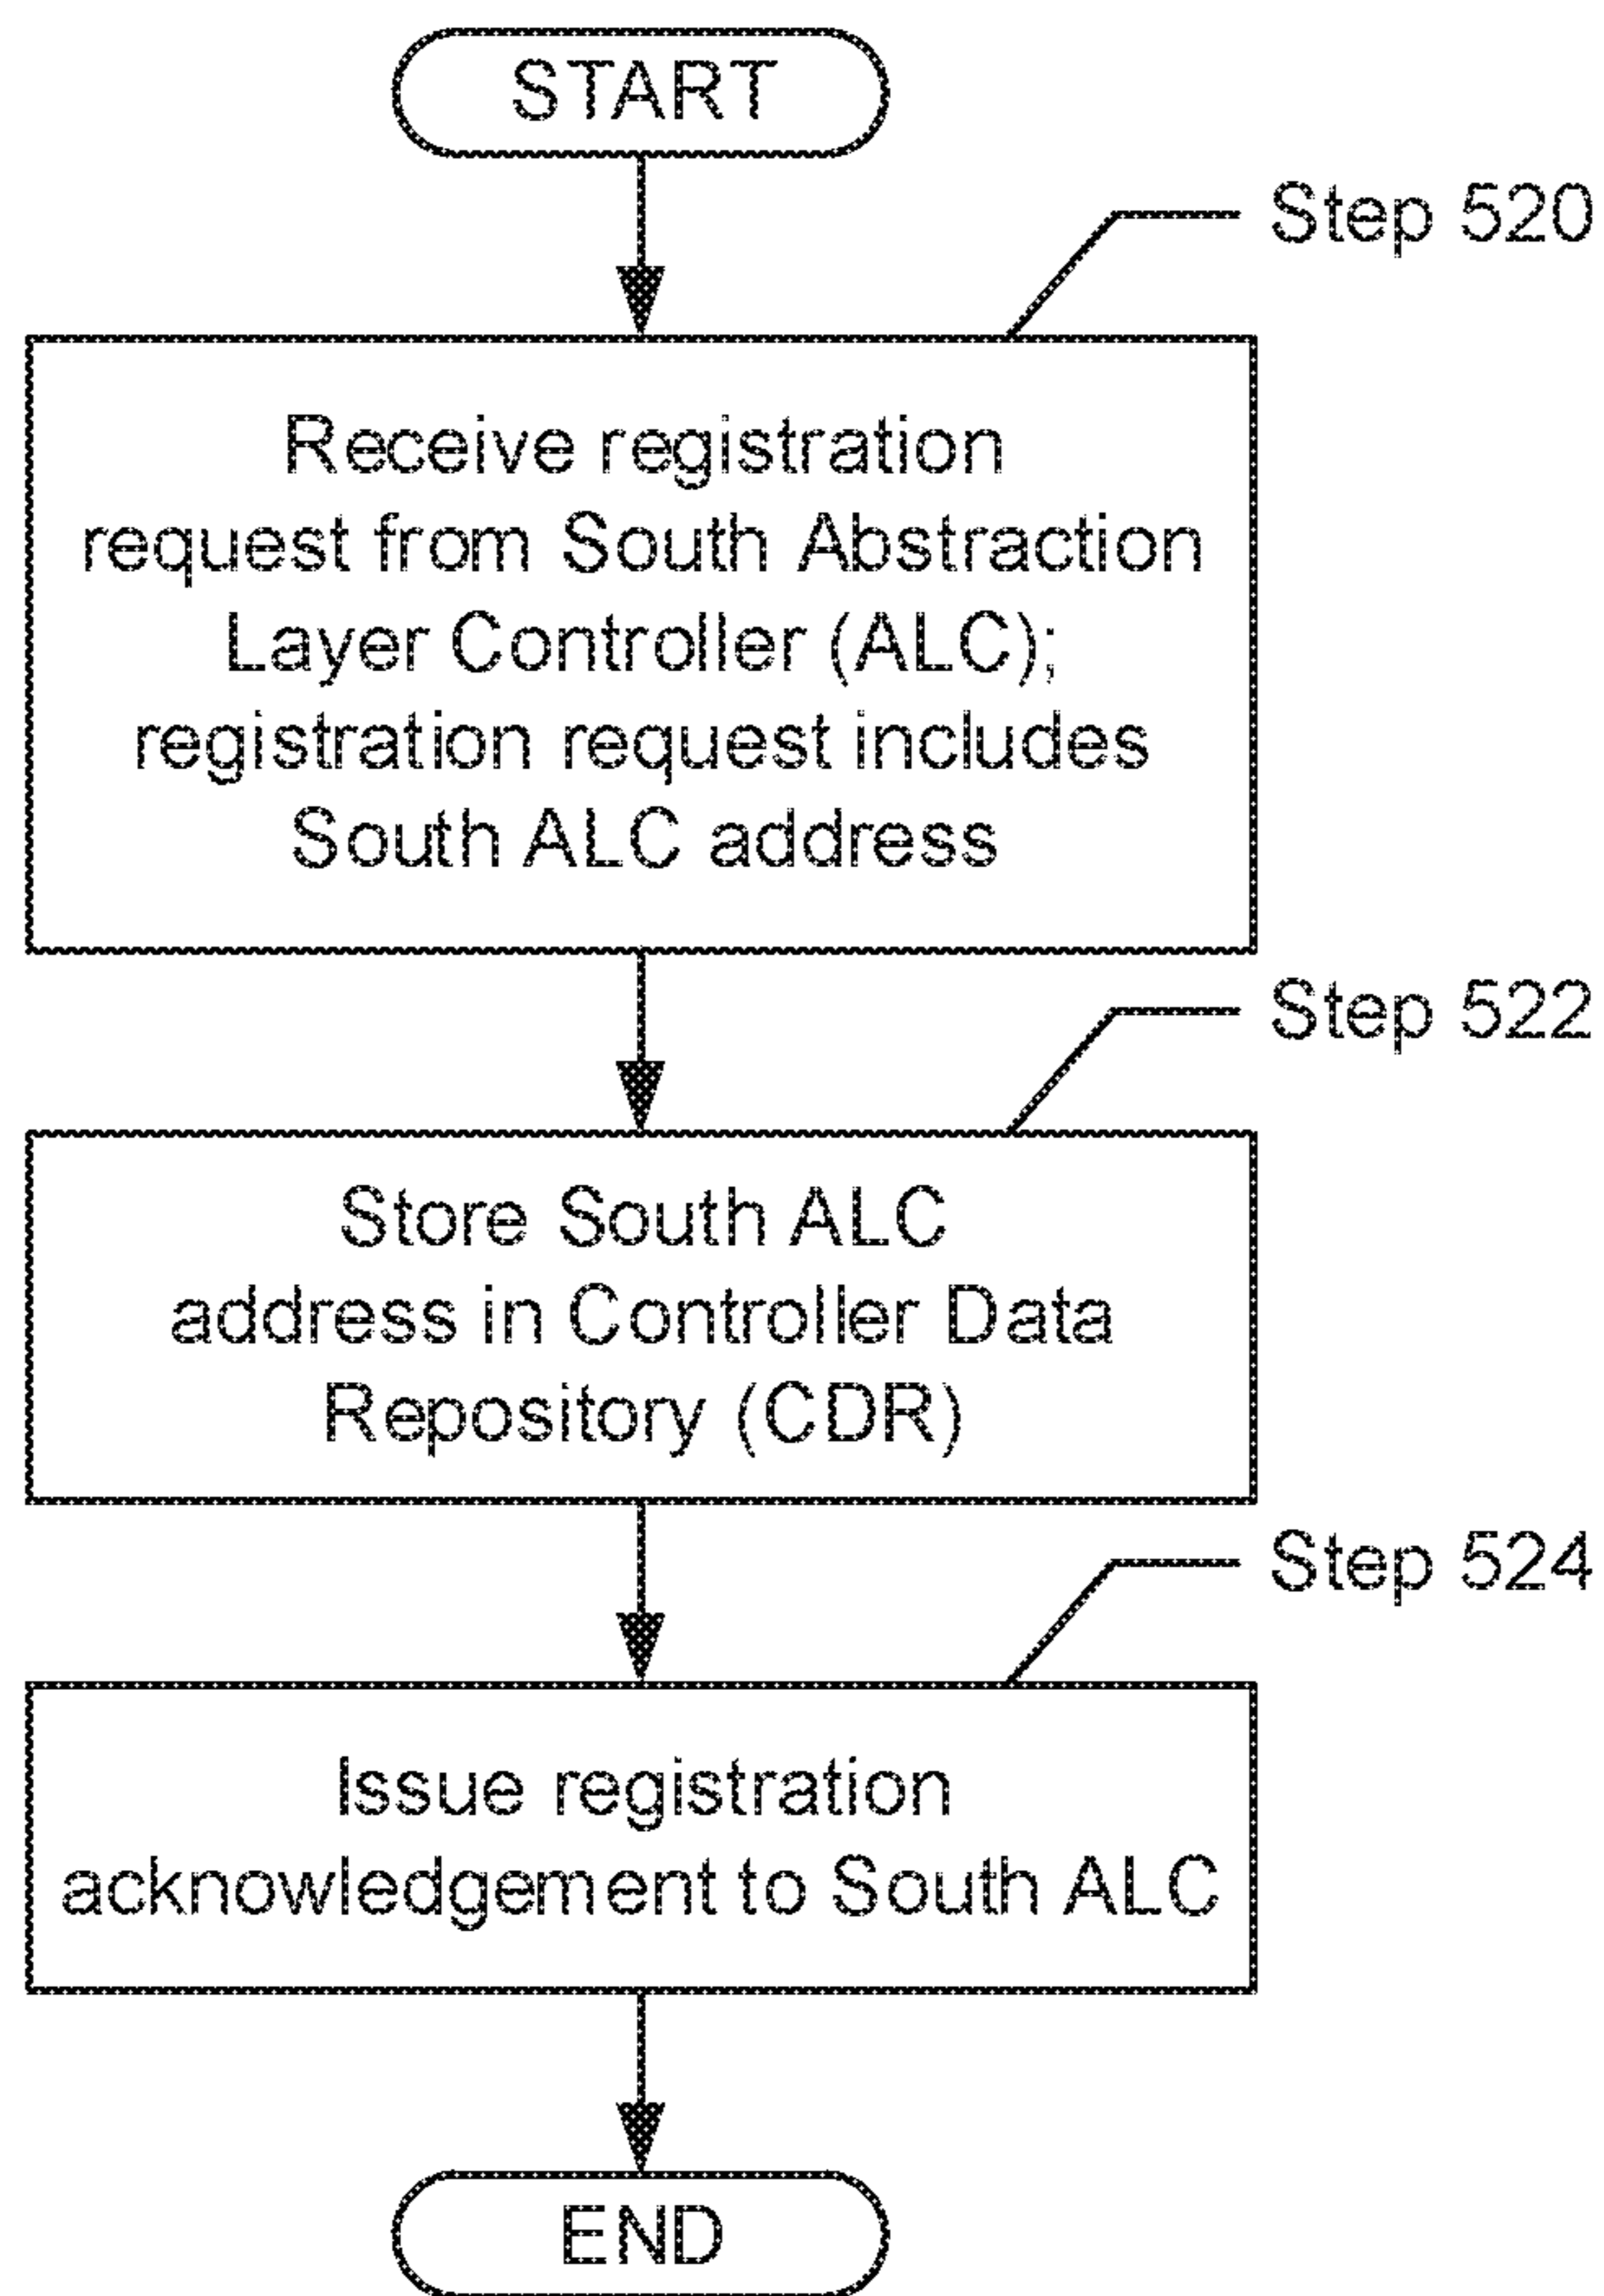 START
Step 520
Receive registration
request from South Abstraction
Layer Controller (ALC);
registration request includes
South ALC address
Step 522
Store South ALC
address in Controller Data
Repository (CDR)
Step 524
Issue registration
acknowledgement to South ALC
END